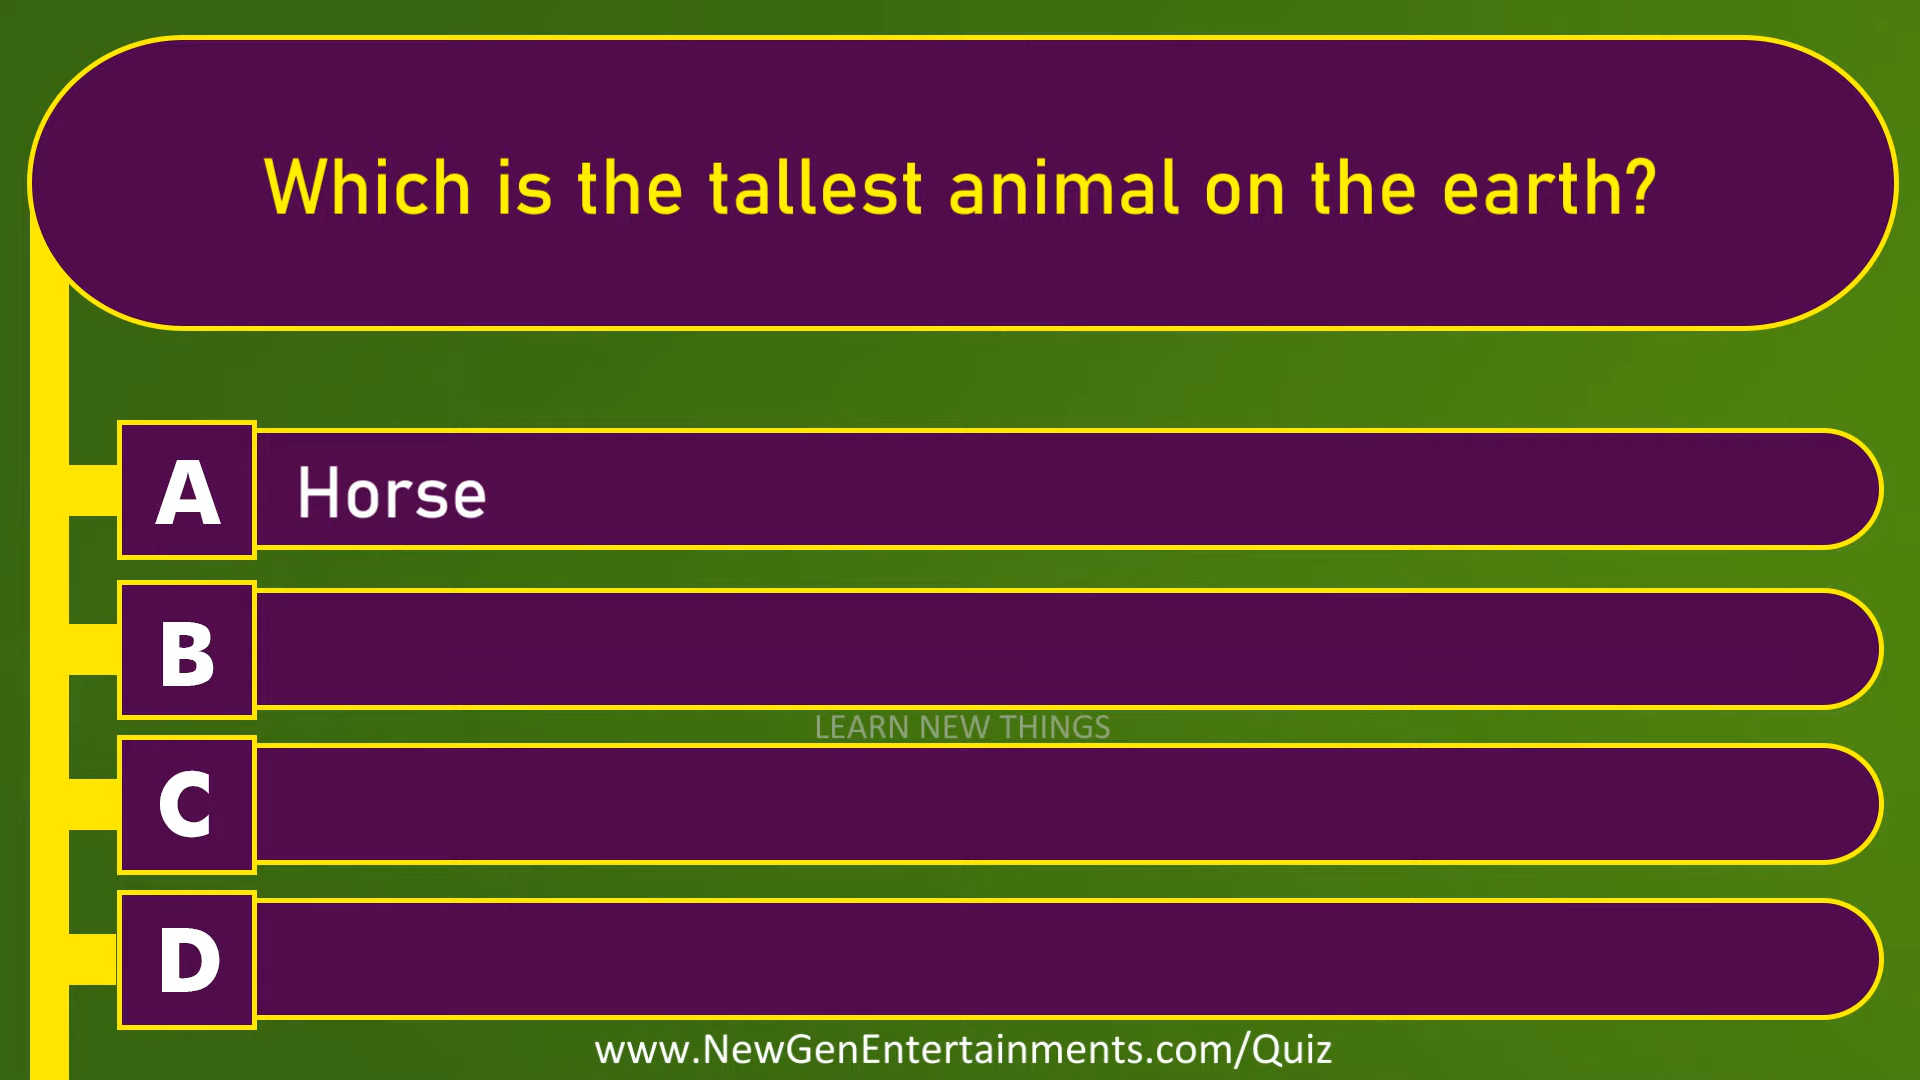 Which is the tallest animal on the earth?
A Horse
B
LEARN NEW THINGS
C
D
www.NewGenEntertainments.com/Quiz